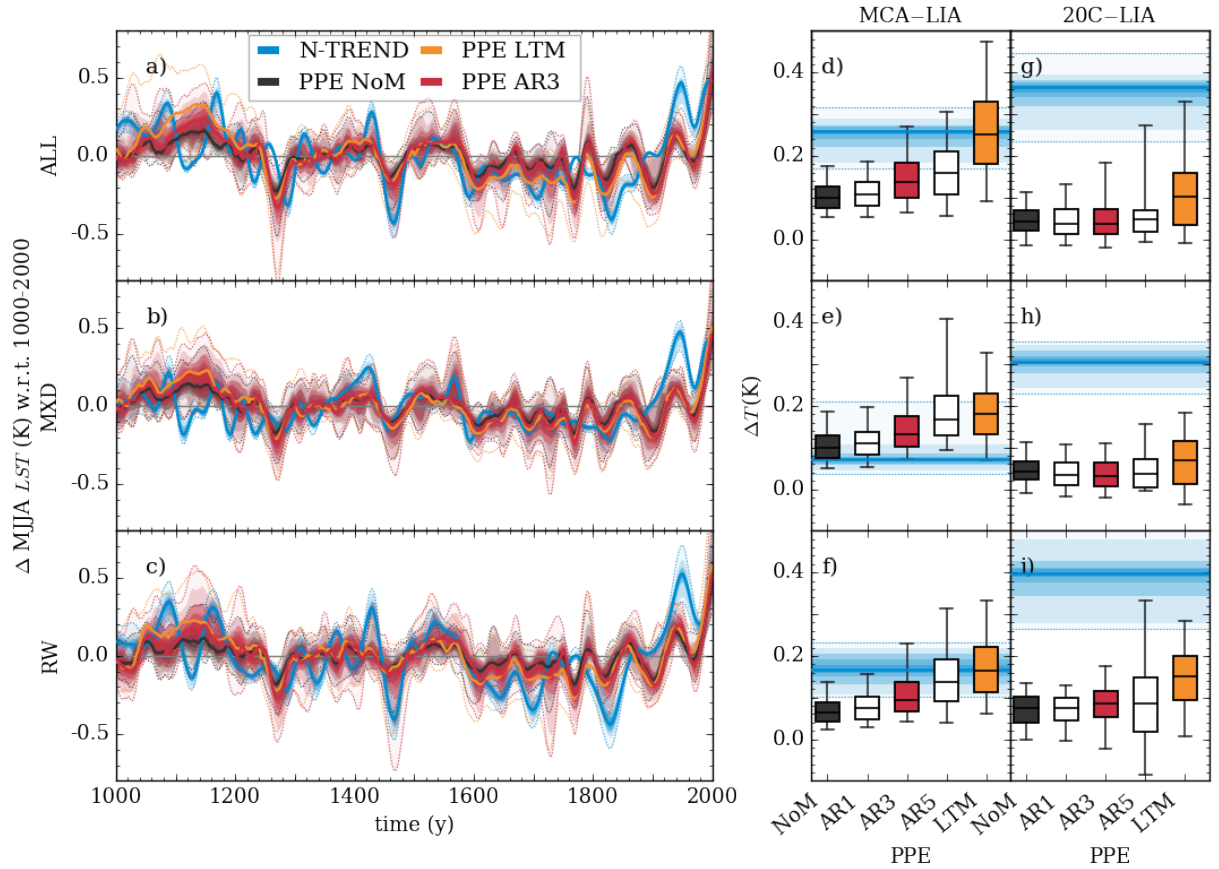 MCA−LIA 20C−LIA
N-TREND PPE LTM
PPE NoM PPE AR3
a)
0.5
0.0
-0.5
ALL
b)
0.5
0.0
-0.5
MXD
c)
0.5
0.0
-0.5
RW
Δ MJJA LST (K) w.r.t. 1000-2000
1000 1200 1400 1600 1800 2000
time (y)
d) g)
0.4
0.2
0.0
e) h)
0.4
0.2
0.0
f) i)
0.4
0.2
0.0
ΔT(K)
NoM AR1 AR3 AR5 LTM NoM AR1 AR3 AR5 LTM
PPE PPE